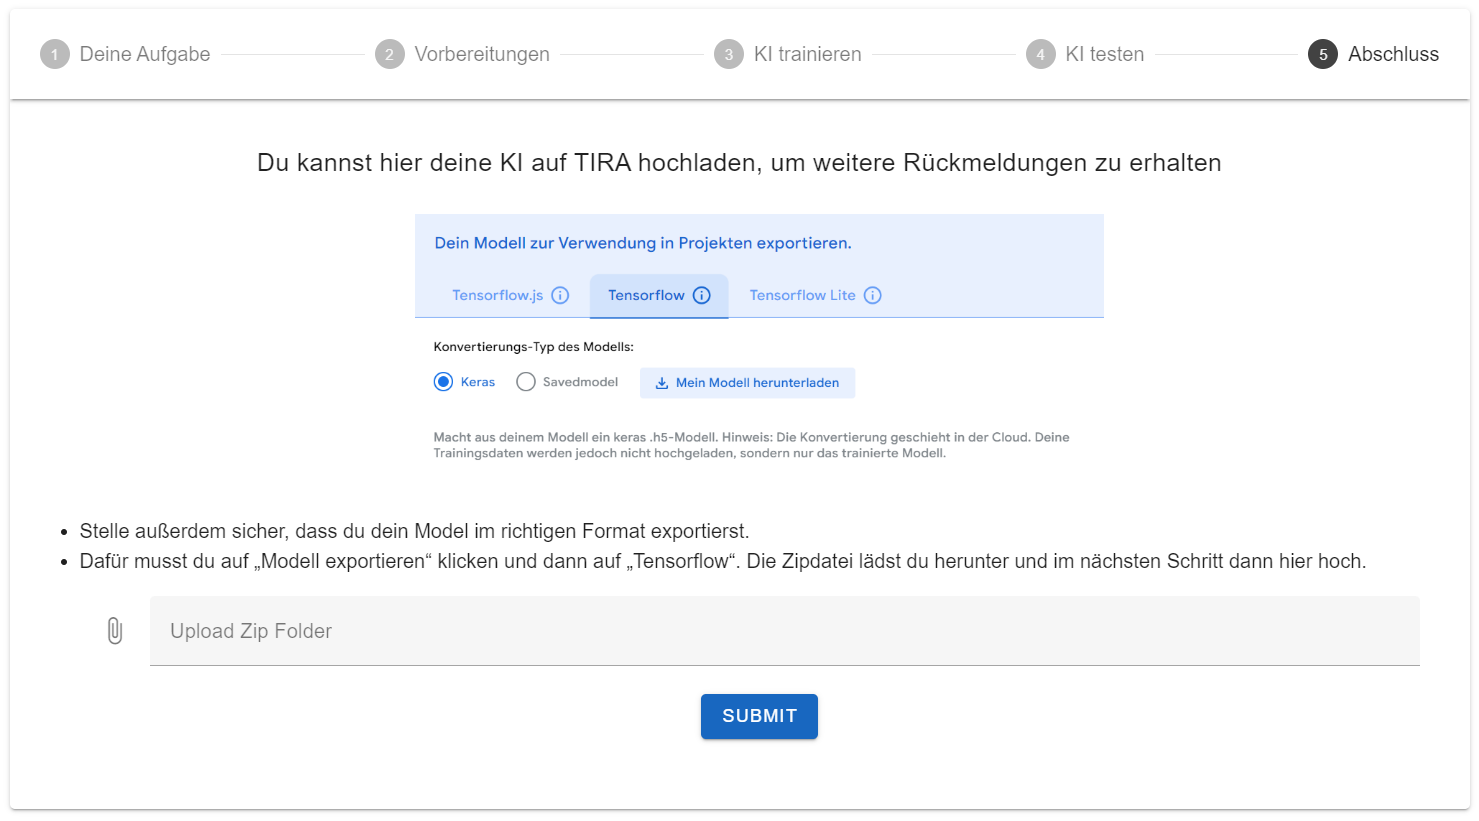 1 Deine Aufgabe 2 Vorbereitungen 3 KI trainieren 4 KI testen 5 Abschluss
Du kannst hier deine KI auf TIRA hochladen, um weitere Rückmeldungen zu erhalten
Dein Modell zur Verwendung in Projekten exportieren.
Tensorflow.js Tensorflow Tensorflow Lite
Konvertierungs-Typ des Modells:
Keras Savedmodel Mein Modell herunterladen
Macht aus deinem Modell ein keras .h5-Modell. Hinweis: Die Konvertierung geschieht in der Cloud. Deine
Trainingsdaten werden jedoch nicht hochgeladen, sondern nur das trainierte Modell.
• Stelle außerdem sicher, dass du dein Model im richtigen Format exportierst.
• Dafür musst du auf „Modell exportieren“ klicken und dann auf „Tensorflow“. Die Zipdatei lädst du herunter und im nächsten Schritt dann hier hoch.
Upload Zip Folder
SUBMIT